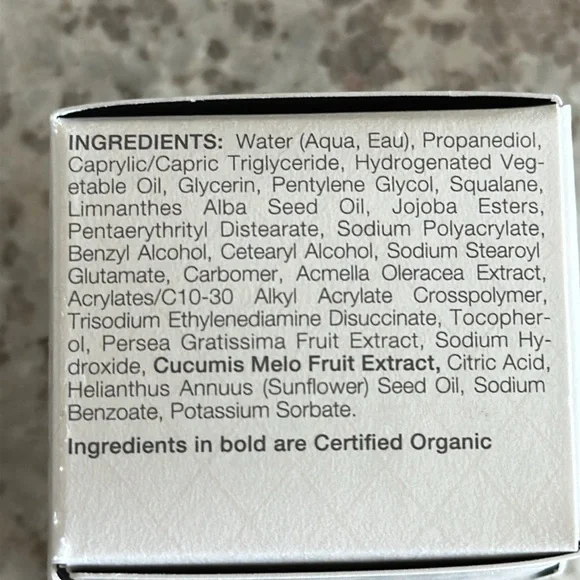 INGREDIENTS: Water (Aqua, Eau), Propanediol,
Caprylic/Capric Triglyceride, Hydrogenated Veg-
etable Oil, Glycerin, Pentylene Glycol, Squalane,
Limnanthes Alba Seed Oil, Jojoba Esters,
Pentaerythrityl Distearate, Sodium Polyacrylate,
Benzyl Alcohol, Cetearyl Alcohol, Sodium Stearoyl
Glutamate, Carbomer, Acmella Oleracea Extract,
Acrylates/C10-30 Alkyl Acrylate Crosspolymer,
Trisodium Ethylenediamine Disuccinate, Tocopher-
ol, Persea Gratissima Fruit Extract, Sodium Hy-
droxide, Cucumis Melo Fruit Extract, Citric Acid,
Helianthus Annuus (Sunflower) Seed Oil, Sodium
Benzoate, Potassium Sorbate.
Ingredients in bold are Certified Organic